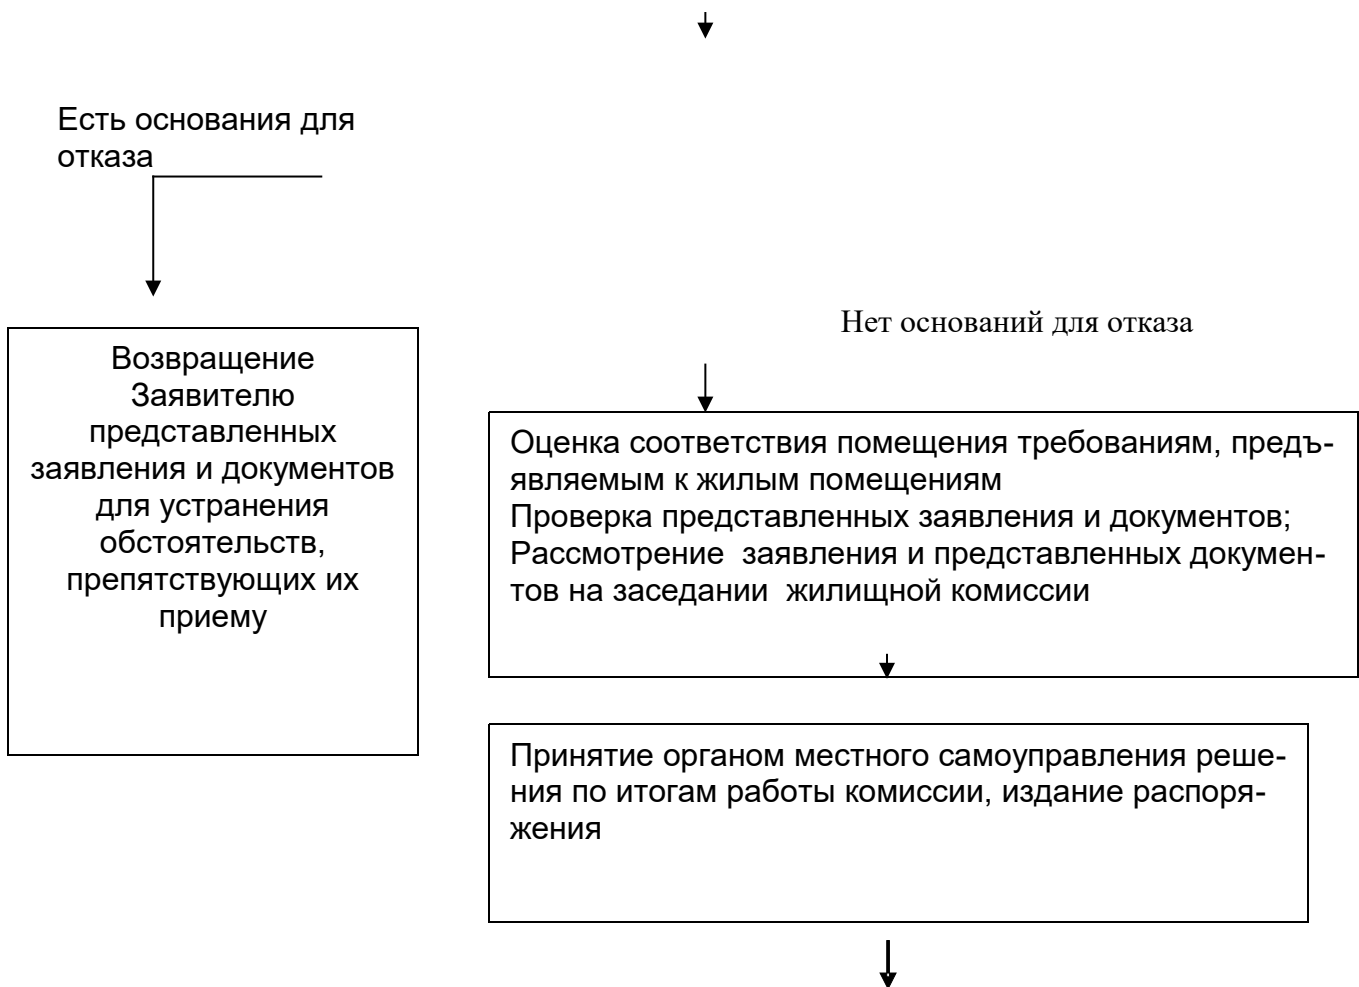 Есть основания для
отказа
Нет оснований для отказа
Возвращение
Заявителю
представленных
заявления и документов
для устранения
обстоятельств,
препятствующих их
приему
Оценка соответствия помещения требованиям, предъ-
являемым к жилым помещениям
Проверка представленных заявления и документов;
Рассмотрение  заявления и представленных докумен-
тов на заседании  жилищной комиссии
Принятие органом местного самоуправления реше-
ния по итогам работы комиссии, издание распоря-
жения